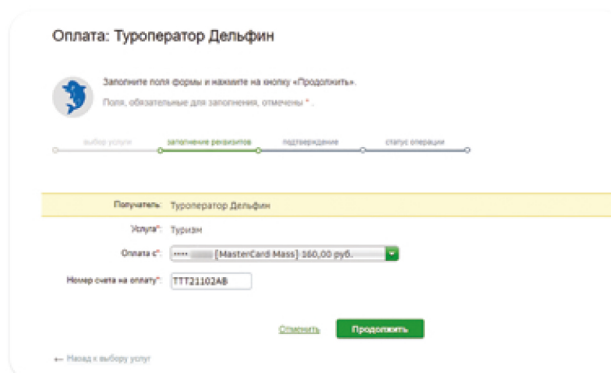 Оплата: Туроператор Дельфин
Заполните поля формы и нажмите на кнопку «Продолжить».
Поля, обязательные для заполнения, отмечены * .
выбор услуги заполнение реквизитов подтверждение статус операции
Получатель: Туроператор Дельфин
Услуга*: Туризм
Оплата с*: •••• [MasterCard Mass] 160,00 руб.
Номер счета на оплату*: TTT21102AB
Отменить Продолжить
← Назад к выбору услуг